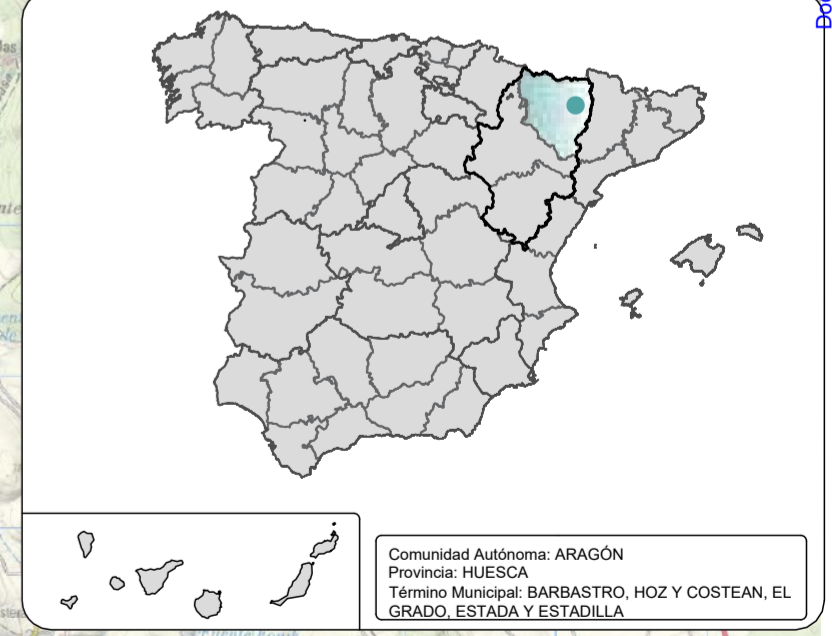 Comunidad Autónoma: ARAGÓN
Provincia: HUESCA
Término Municipal: BARBASTRO, HOZ Y COSTEAN, EL
GRADO, ESTADA Y ESTADILLA